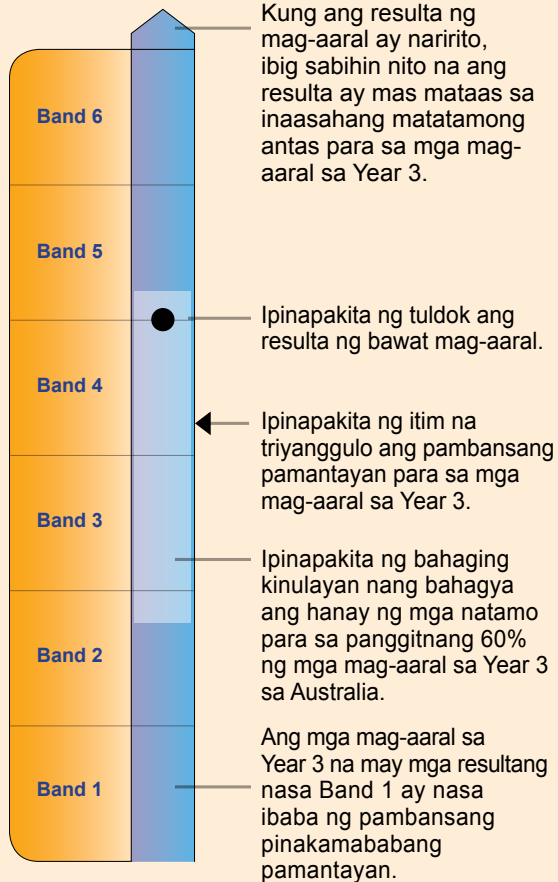 Kung ang resulta ng
mag-aaral ay naririto,
ibig sabihin nito na ang
resulta ay mas mataas sa
inaasahang matatamong
antas para sa mga mag-
aaral sa Year 3.
Band 6
Band 5
Ipinapakita ng tuldok ang
resulta ng bawat mag-aaral.
Band 4
Ipinapakita ng itim na
triyanggulo ang pambansang
pamantayan para sa mga
mag-aaral sa Year 3.
Band 3
Ipinapakita ng bahaging
kinulayan nang bahagya
ang hanay ng mga natamo
para sa panggitnang 60%
ng mga mag-aaral sa Year 3
sa Australia.
Band 2
Ang mga mag-aaral sa
Year 3 na may mga resultang
nasa Band 1 ay nasa
ibaba ng pambansang
pinakamababang
pamantayan.
Band 1